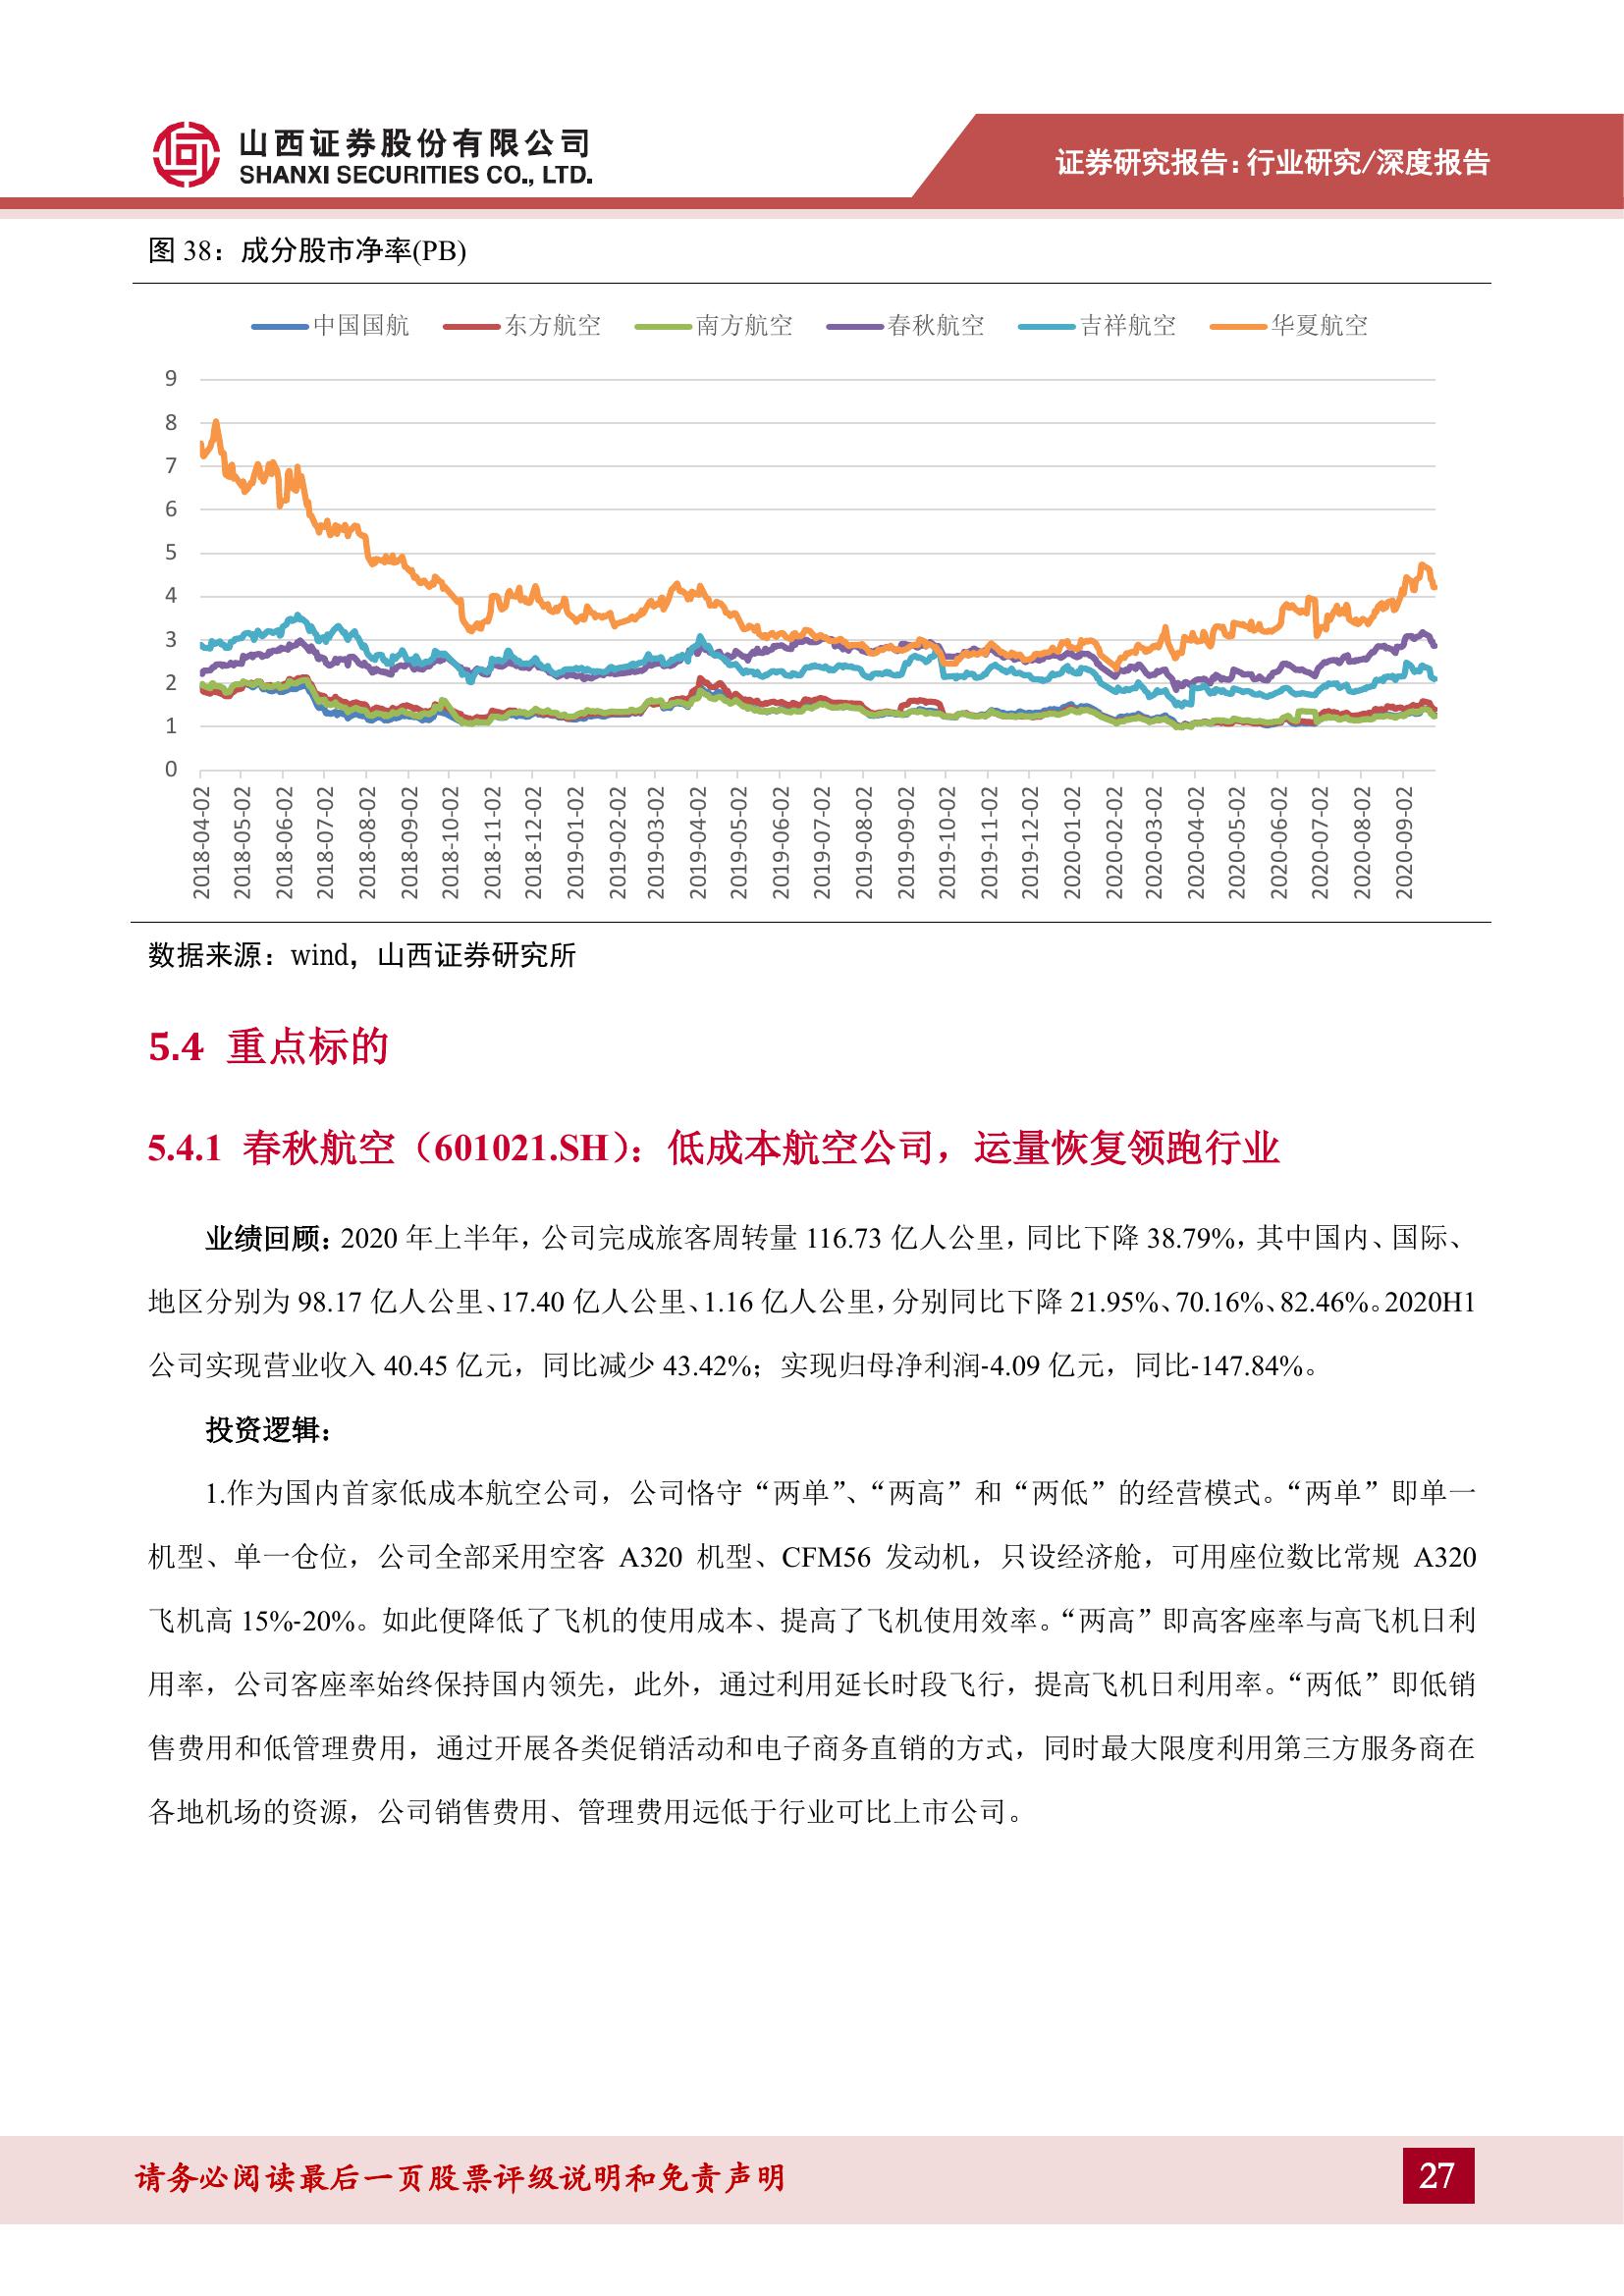 山西证券股份有限公司
SHANXI SECURITIES CO., LTD.
证券研究报告：行业研究/深度报告
图 38：成分股市净率(PB)
中国国航 东方航空 南方航空 春秋航空 吉祥航空 华夏航空
9
8
7
6
5
4
3
2
1
0
2018-04-02
2018-05-02
2018-06-02
2018-07-02
2018-08-02
2018-09-02
2018-10-02
2018-11-02
2018-12-02
2019-01-02
2019-02-02
2019-03-02
2019-04-02
2019-05-02
2019-06-02
2019-07-02
2019-08-02
2019-09-02
2019-10-02
2019-11-02
2019-12-02
2020-01-02
2020-02-02
2020-03-02
2020-04-02
2020-05-02
2020-06-02
2020-07-02
2020-08-02
2020-09-02
数据来源：wind，山西证券研究所
5.4 重点标的
5.4.1 春秋航空（601021.SH）：低成本航空公司，运量恢复领跑行业
业绩回顾：2020 年上半年，公司完成旅客周转量 116.73 亿人公里，同比下降 38.79%，其中国内、国际、
地区分别为 98.17 亿人公里、17.40 亿人公里、1.16 亿人公里，分别同比下降 21.95%、70.16%、82.46%。2020H1
公司实现营业收入 40.45 亿元，同比减少 43.42%；实现归母净利润-4.09 亿元，同比-147.84%。
投资逻辑：
1.作为国内首家低成本航空公司，公司恪守“两单”、“两高”和“两低”的经营模式。“两单”即单一
机型、单一仓位，公司全部采用空客 A320 机型、CFM56 发动机，只设经济舱，可用座位数比常规 A320
飞机高 15%-20%。如此便降低了飞机的使用成本、提高了飞机使用效率。“两高”即高客座率与高飞机日利
用率，公司客座率始终保持国内领先，此外，通过利用延长时段飞行，提高飞机日利用率。“两低”即低销
售费用和低管理费用，通过开展各类促销活动和电子商务直销的方式，同时最大限度利用第三方服务商在
各地机场的资源，公司销售费用、管理费用远低于行业可比上市公司。
请务必阅读最后一页股票评级说明和免责声明
27